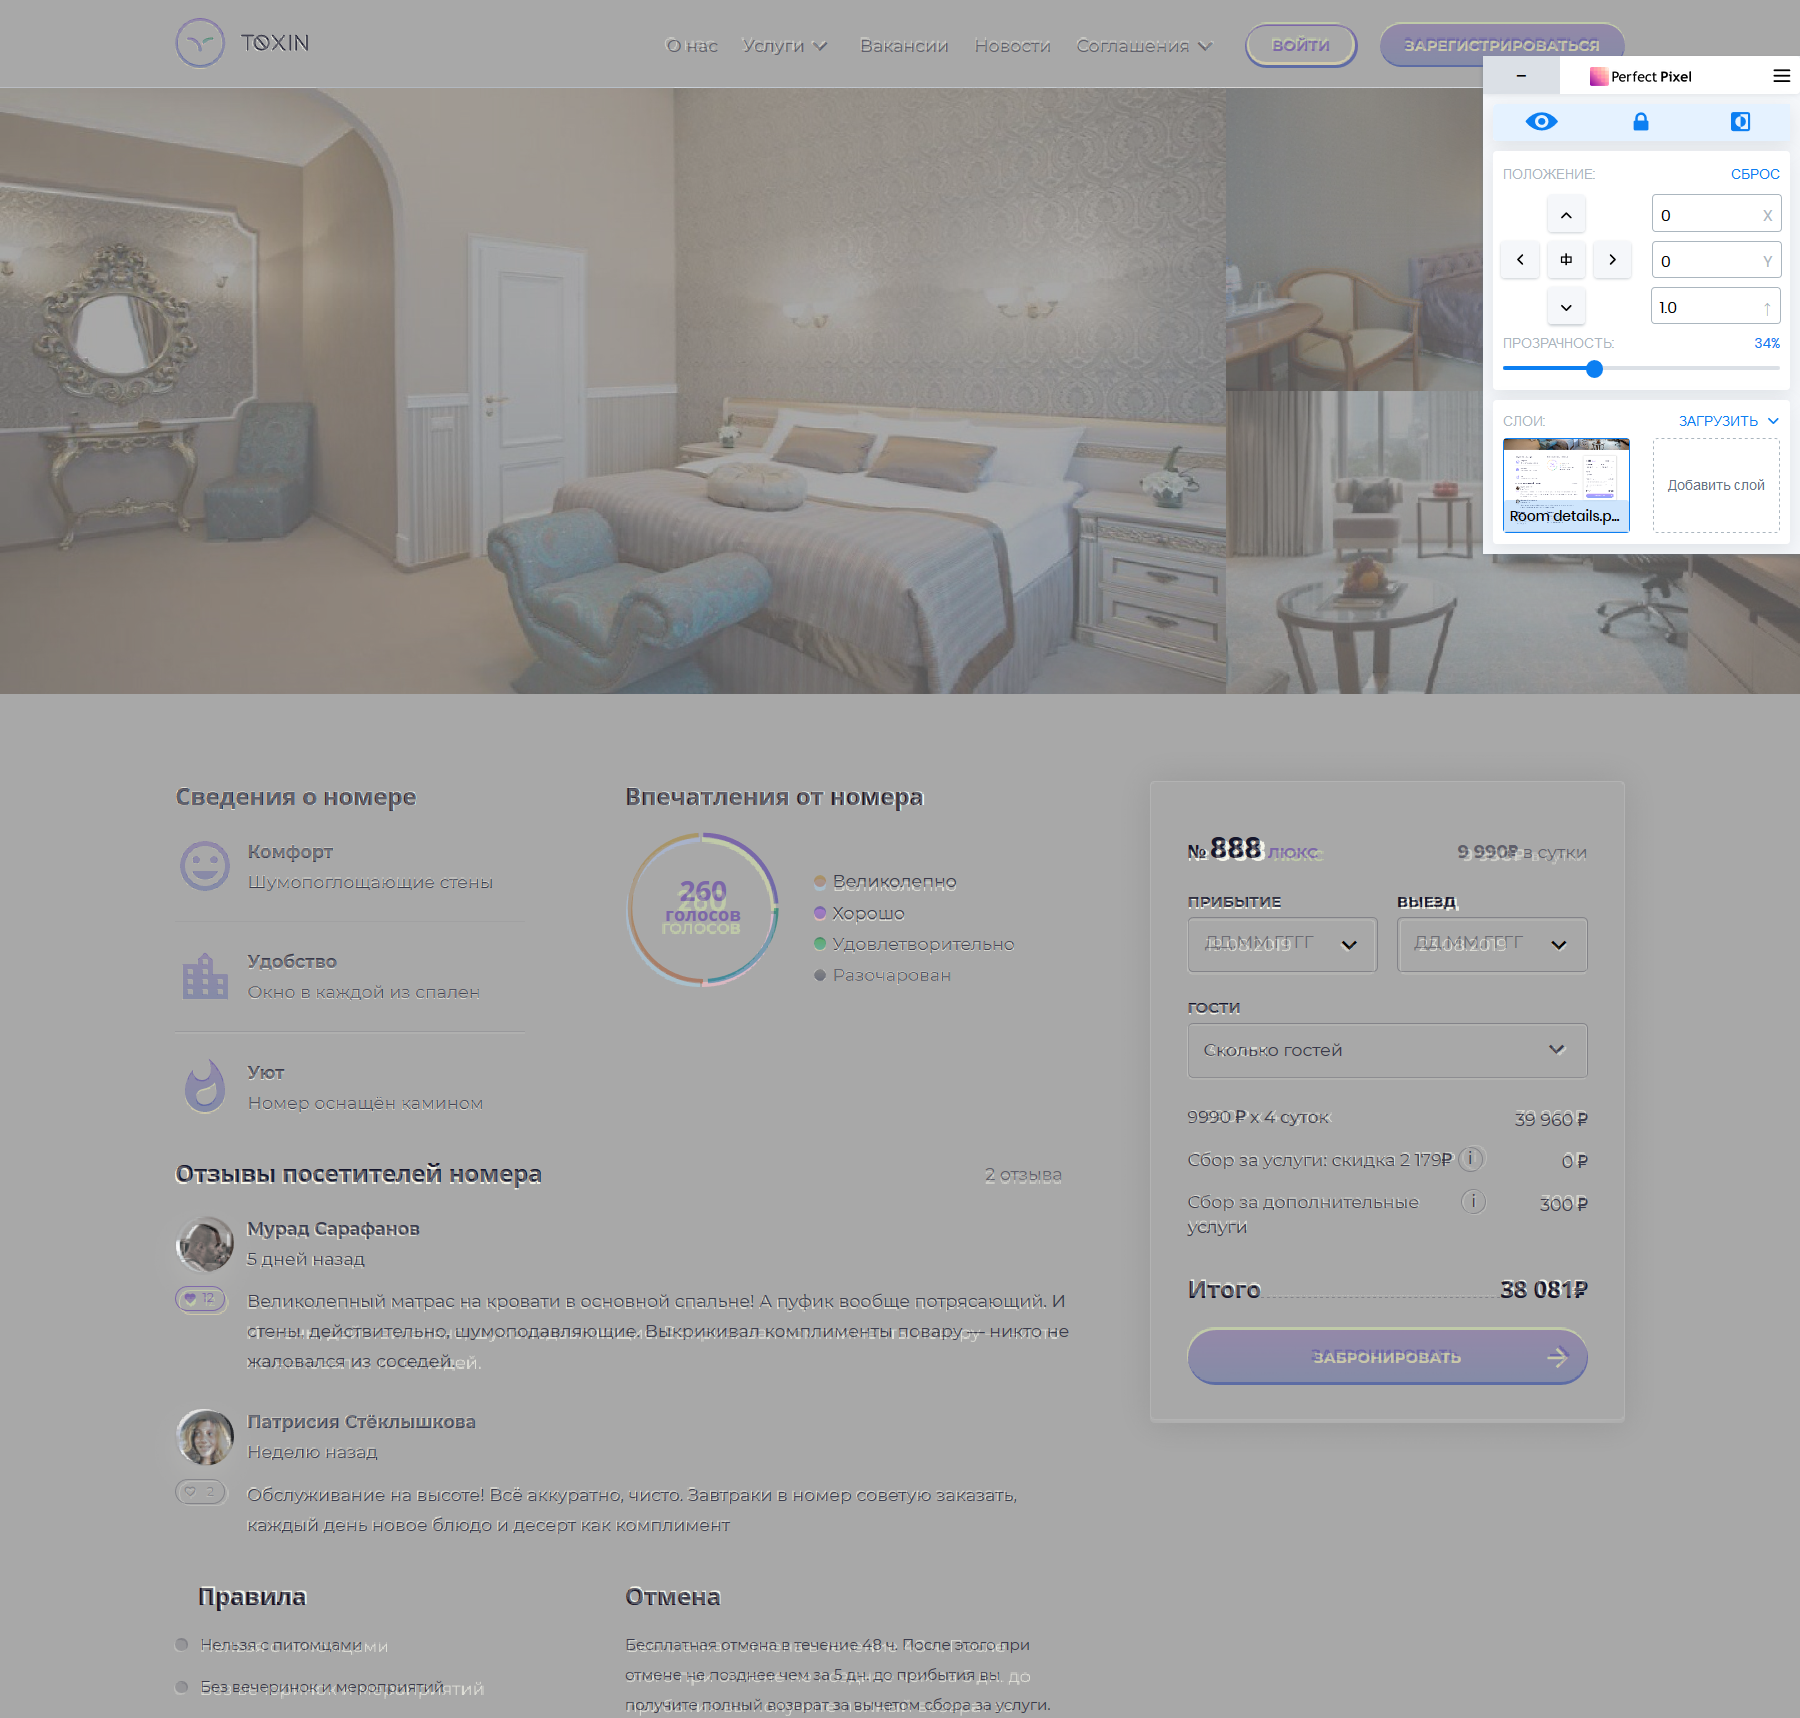 TOXIN
О нас
Услуги
Вакансии
Новости
Соглашения
ВОЙТИ
ЗАРЕГИСТРИРОВАТЬСЯ
Perfect Pixel
ПОЛОЖЕНИЕ:
СБРОС
0 X
0 Y
1.0 ↑
ПРОЗРАЧНОСТЬ:
34%
СЛОИ:
ЗАГРУЗИТЬ
Room details.p...
Добавить слой
Сведения о номере
Комфорт
Шумопоглощающие стены
Удобство
Окно в каждой из спален
Уют
Номер оснащён камином
Впечатления от номера
260
голосов
Великолепно
Хорошо
Удовлетворительно
Разочарован
№ 888 ЛЮКС
9 990₽ в сутки
ПРИБЫТИЕ
ВЫЕЗД
ДД.ММ.ГГГГ
ДД.ММ.ГГГГ
ГОСТИ
Сколько гостей
9990 ₽ х 4 суток
39 960 ₽
Сбор за услуги: скидка 2 179₽ i
0 ₽
Сбор за дополнительные i
услуги
300 ₽
Итого
38 081₽
ЗАБРОНИРОВАТЬ
Отзывы посетителей номера
2 отзыва
Мурад Сарафанов
5 дней назад
12
Великолепный матрас на кровати в основной спальне! А пуфик вообще потрясающий. И
стены, действительно, шумоподавляющие. Выкрикивал комплименты повару — никто не
жаловался из соседей.
Патрисия Стёклышкова
Неделю назад
2
Обслуживание на высоте! Всё аккуратно, чисто. Завтраки в номер советую заказать,
каждый день новое блюдо и десерт как комплимент
Правила
Нельзя с питомцами
Без вечеринок и мероприятий
Отмена
Бесплатная отмена в течение 48 ч. После этого при
отмене не позднее чем за 5 дн. до прибытия вы
получите полный возврат за вычетом сбора за услуги.